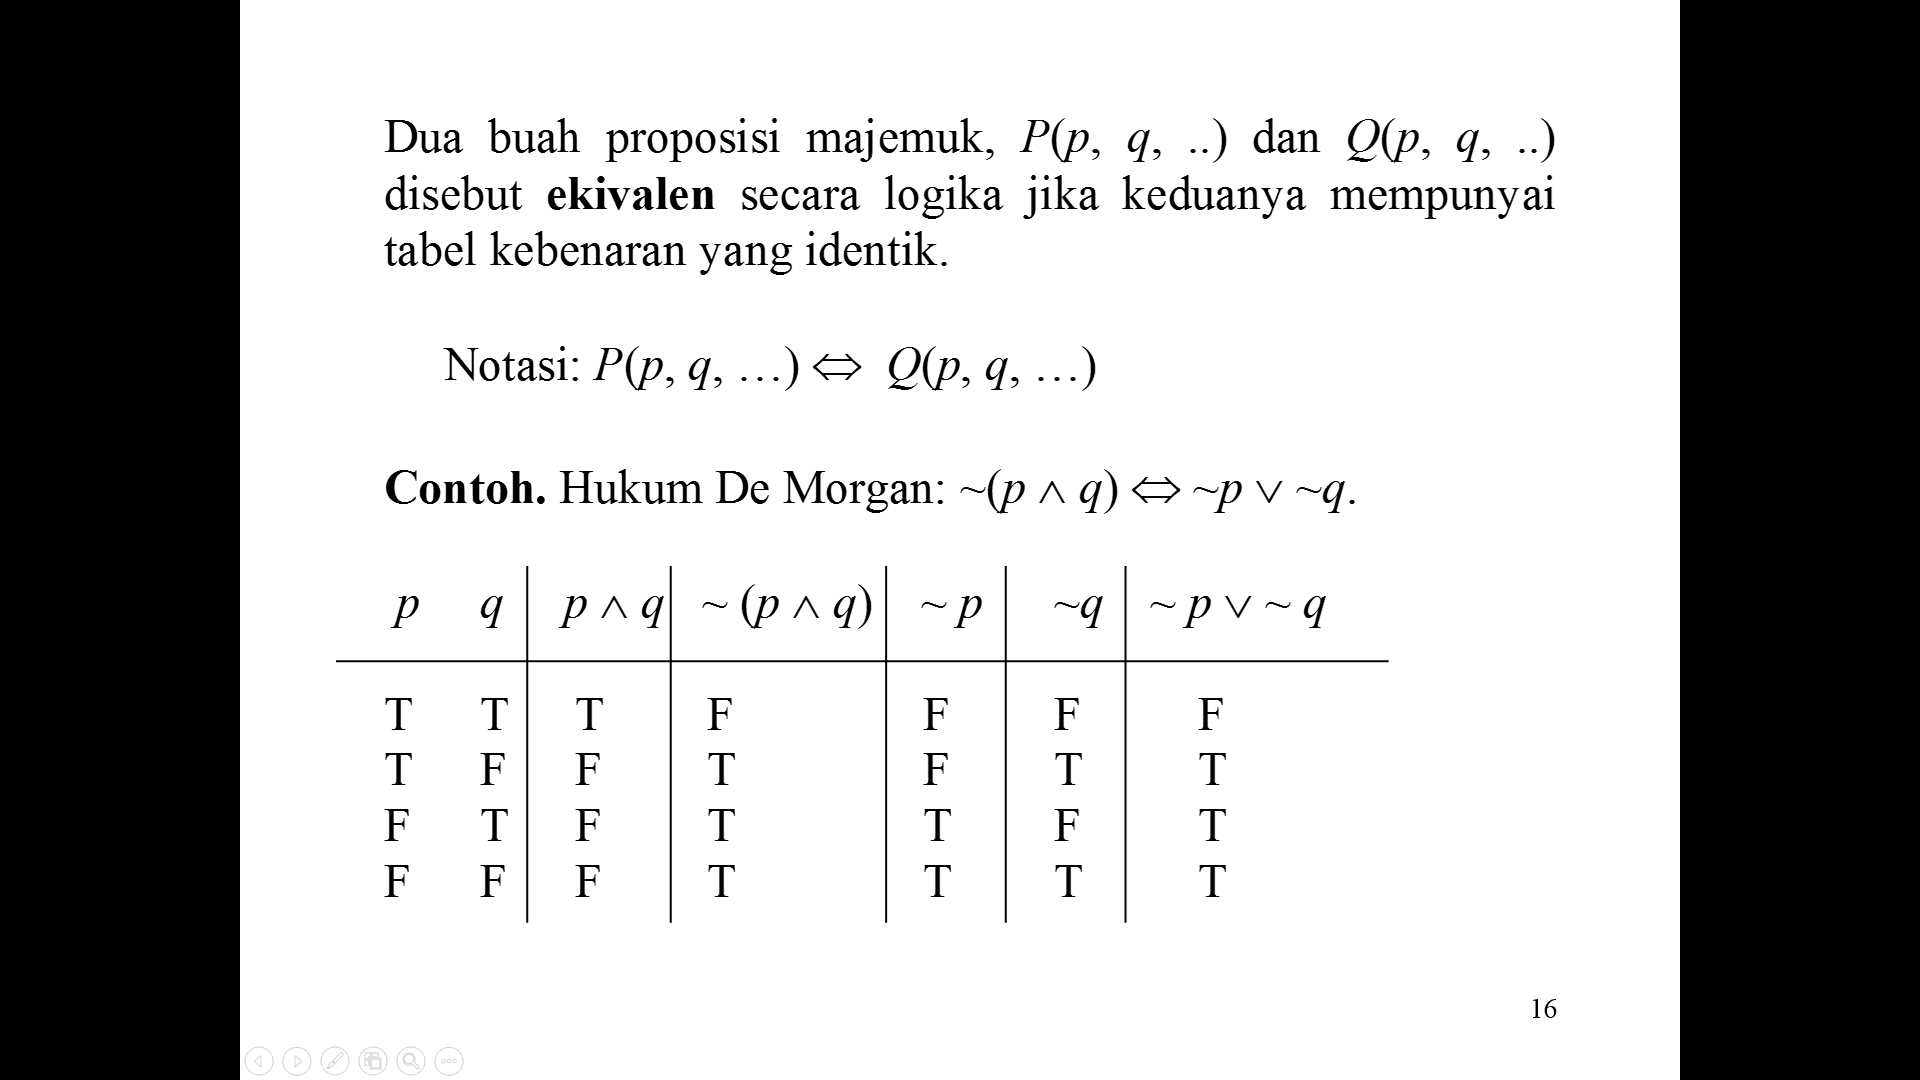 Dua buah proposisi majemuk, P(p, q, ..) dan Q(p, q, ..)
disebut ekivalen secara logika jika keduanya mempunyai
tabel kebenaran yang identik.
Notasi: P(p, q, …) ⇔ Q(p, q, …)
Contoh. Hukum De Morgan: ~(p ∧ q) ⇔ ~p ∨ ~q.
p q p ∧ q ~ (p ∧ q) ~ p ~q ~ p ∨ ~ q
T T T F F F F
T F F T F T T
F T F T T F T
F F F T T T T
16